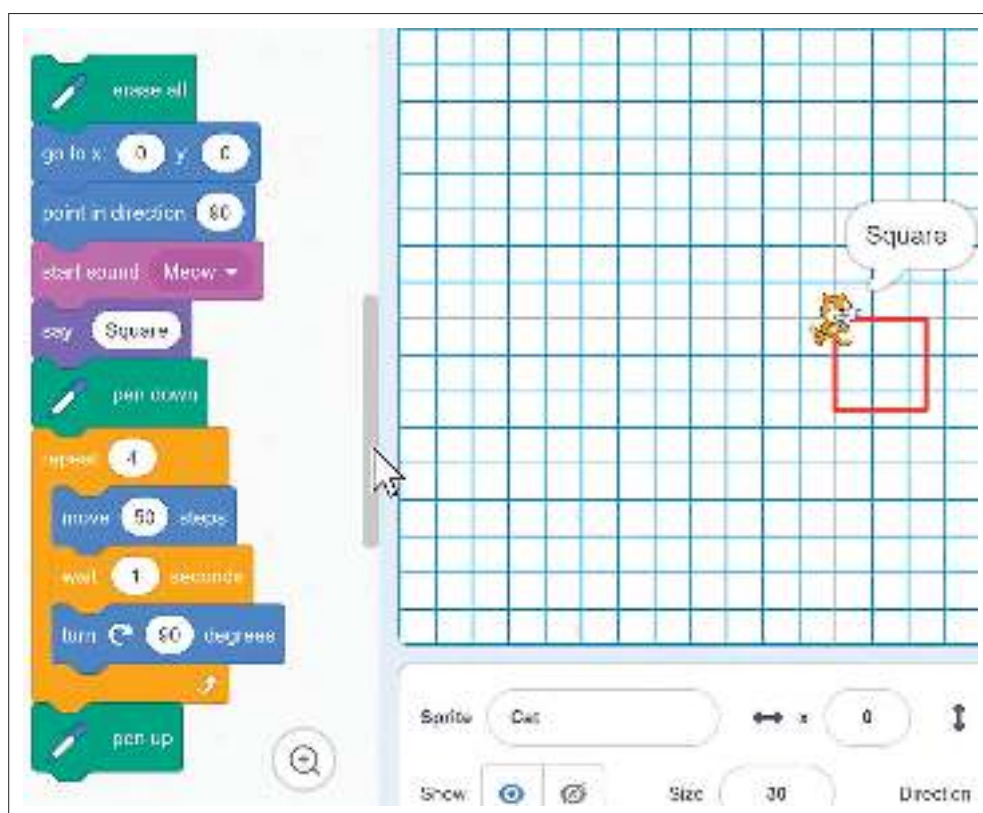 erase all
go to x: 0 y: 0
point in direction 90
start sound Meow
say Square
pen down
repeat 4
move 50 steps
wait 1 seconds
turn 90 degrees
pen up
Square
Sprite Cat x 0
Show Size 30 Direction